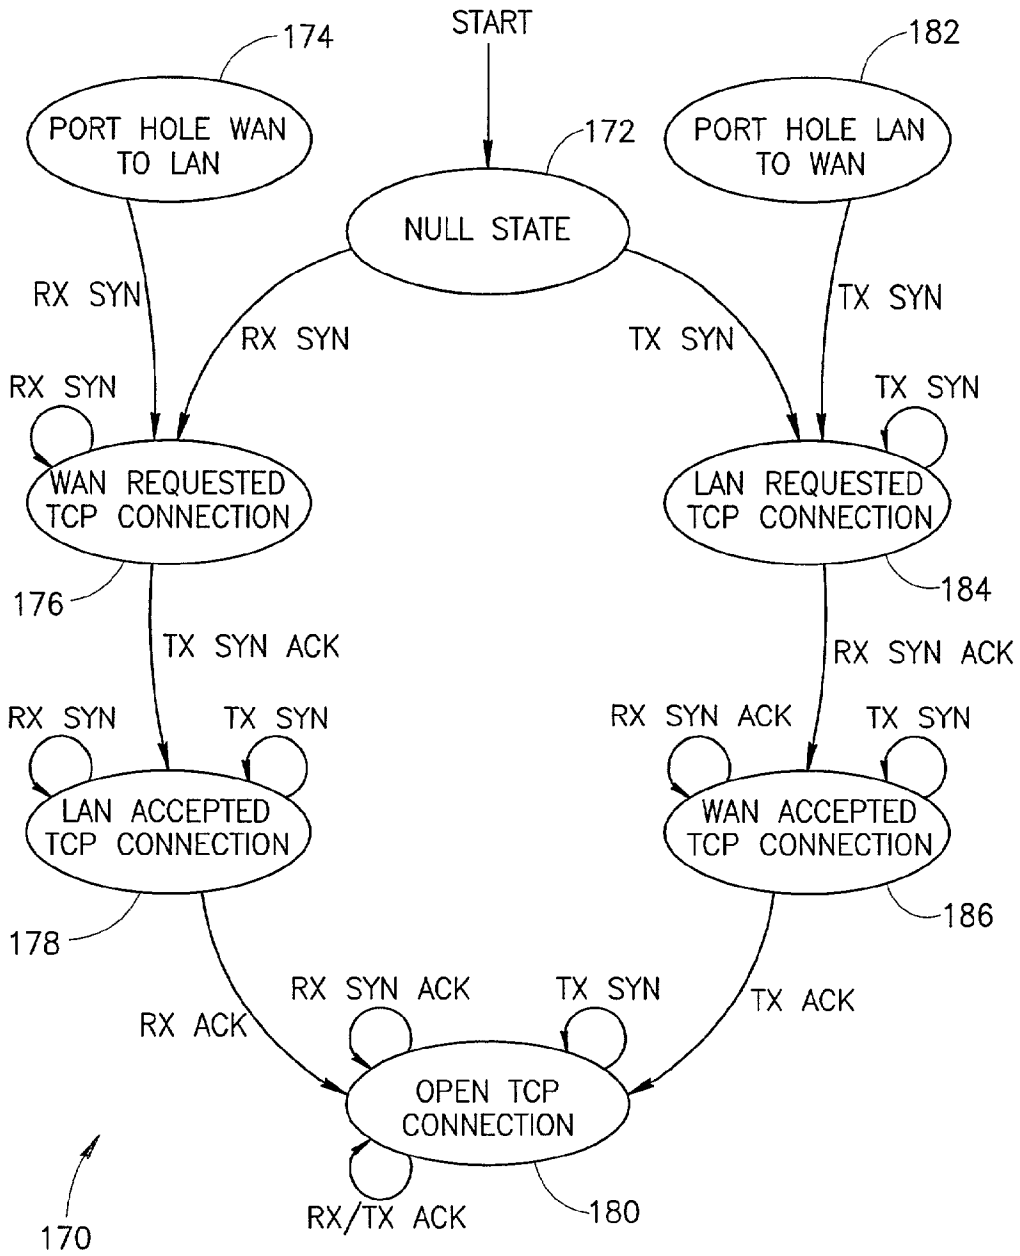 START
174
182
PORT HOLE WAN
TO LAN
172
PORT HOLE LAN
TO WAN
NULL STATE
RX SYN
RX SYN
TX SYN
TX SYN
RX SYN
TX SYN
WAN REQUESTED
TCP CONNECTION
LAN REQUESTED
TCP CONNECTION
176
184
TX SYN ACK
RX SYN ACK
RX SYN
TX SYN
RX SYN ACK
TX SYN
LAN ACCEPTED
TCP CONNECTION
WAN ACCEPTED
TCP CONNECTION
178
186
RX SYN ACK
TX SYN
RX ACK
TX ACK
OPEN TCP
CONNECTION
RX/TX ACK
180
170